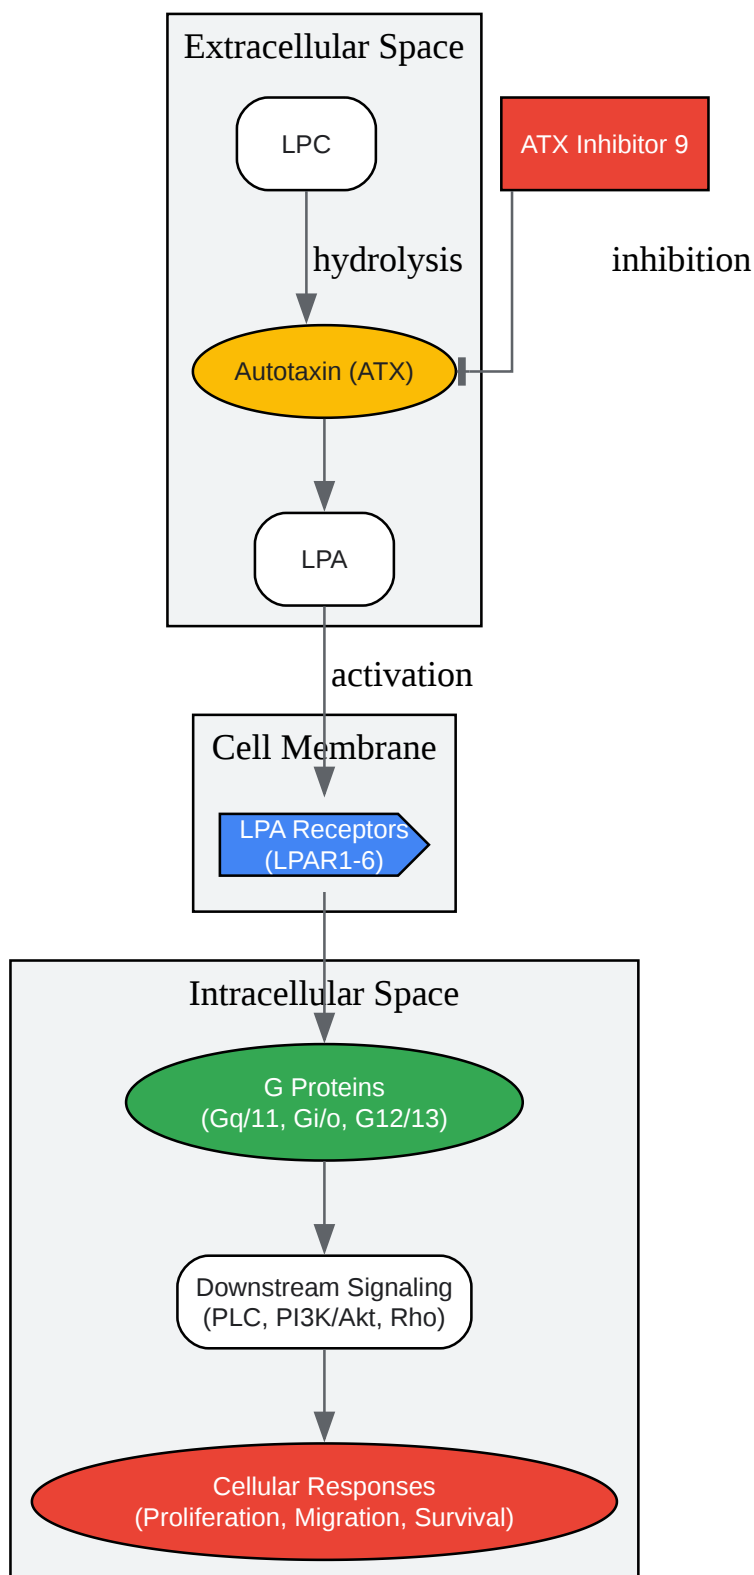 Extracellular Space
LPC
ATX Inhibitor 9
hydrolysis
inhibition
Autotaxin (ATX)
LPA
activation
Cell Membrane
LPA Receptors
(LPAR1-6)
Intracellular Space
G Proteins
(Gq/11, Gi/o, G12/13)
Downstream Signaling
(PLC, PI3K/Akt, Rho)
Cellular Responses
(Proliferation, Migration, Survival)